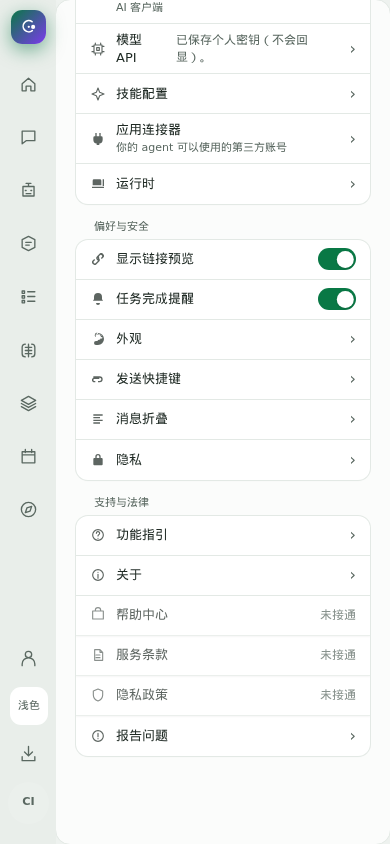 AI 客户端
模型 API
已保存个人密钥（不会回显）。
技能配置
应用连接器
你的 agent 可以使用的第三方账号
运行时
偏好与安全
显示链接预览
任务完成提醒
外观
发送快捷键
消息折叠
隐私
支持与法律
功能指引
关于
帮助中心 未接通
服务条款 未接通
隐私政策 未接通
报告问题
浅色
CI